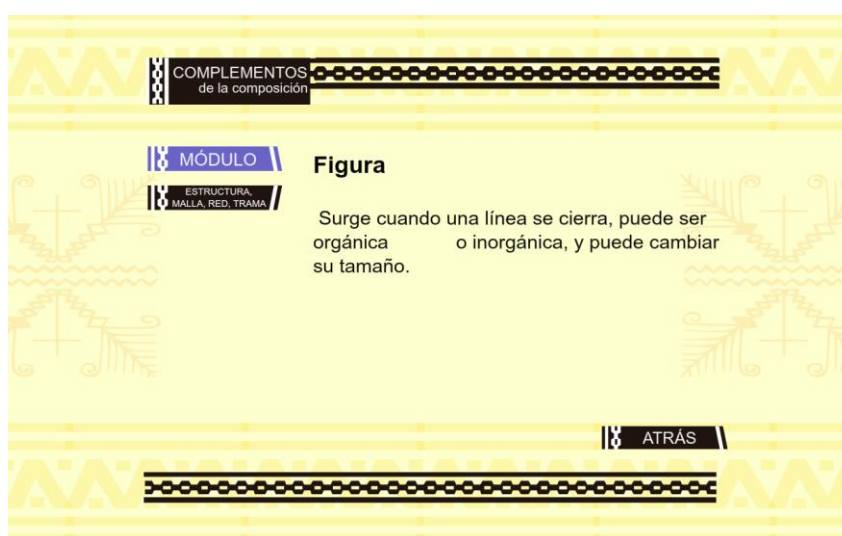 COMPLEMENTOS
de la composición
MÓDULO
ESTRUCTURA,
MALLA, RED, TRAMA
Figura
Surge cuando una línea se cierra, puede ser
orgánica o inorgánica, y puede cambiar
su tamaño.
ATRÁS